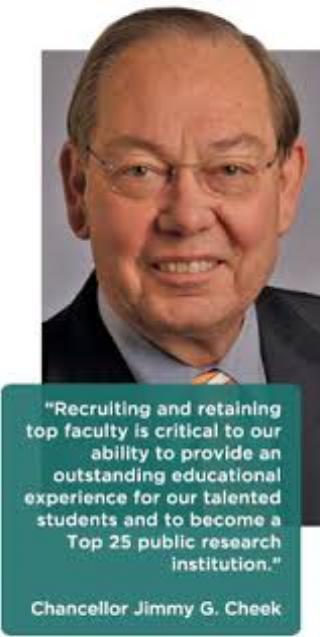 "Recruiting and retaining
top faculty is critical to our
ability to provide an
outstanding educational
experience for our talented
students and to become a
Top 25 public research
institution."
Chancellor Jimmy G. Cheek